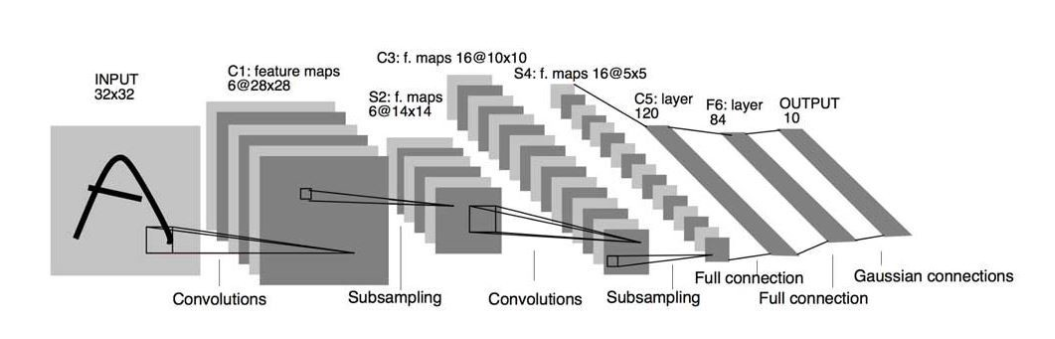 INPUT
32x32
C1: feature maps
6@28x28
S2: f. maps
6@14x14
C3: f. maps 16@10x10
S4: f. maps 16@5x5
C5: layer
120
F6: layer
84
OUTPUT
10
A
Convolutions
Subsampling
Convolutions
Subsampling
Full connection
Full connection
Gaussian connections